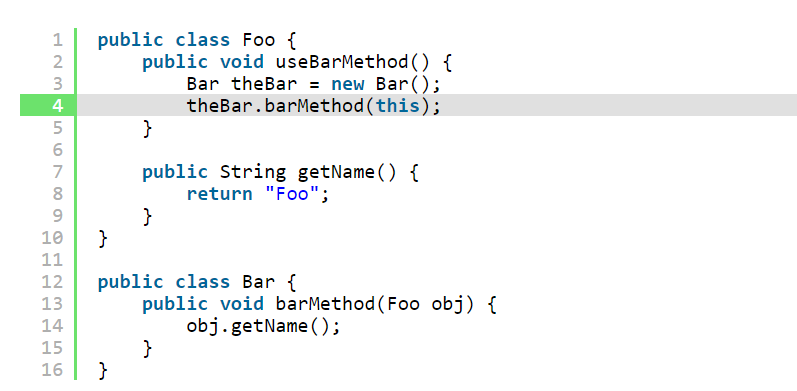 1 public class Foo {
2     public void useBarMethod() {
3         Bar theBar = new Bar();
4         theBar.barMethod(this);
5     }
6
7     public String getName() {
8         return "Foo";
9     }
10 }
11
12 public class Bar {
13     public void barMethod(Foo obj) {
14         obj.getName();
15     }
16 }